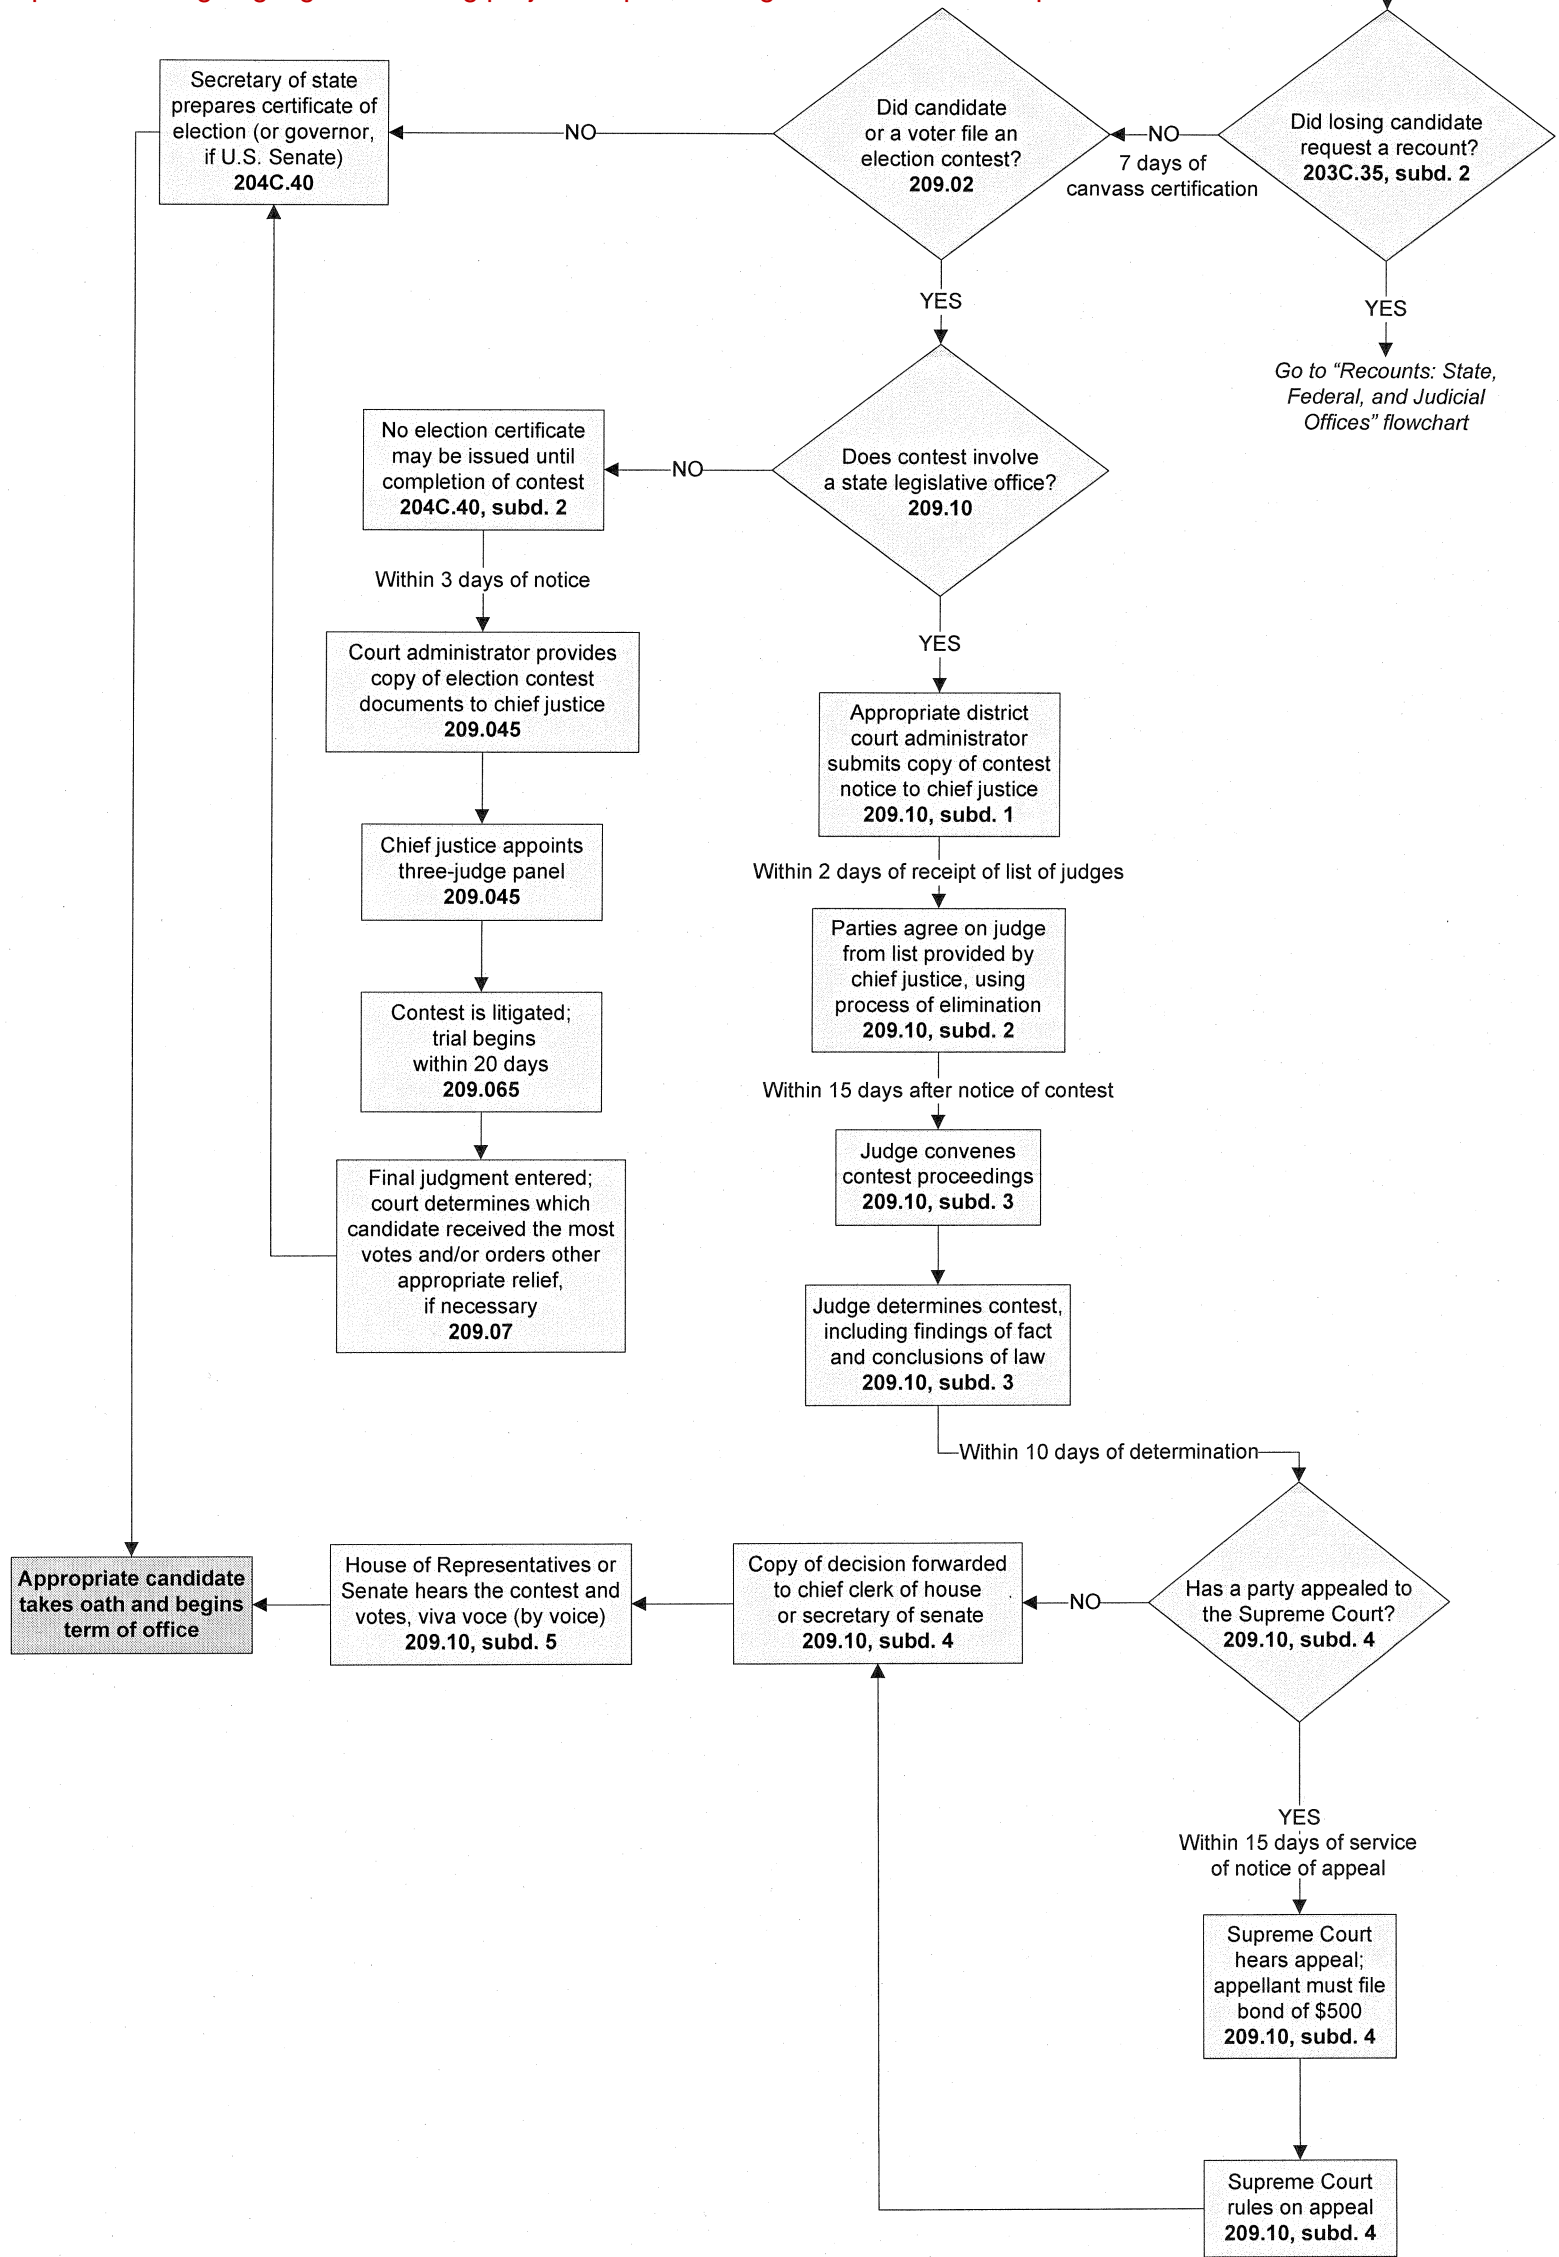 Secretary of state
prepares certificate of
election (or governor,
if U.S. Senate)
204C.40
NO
Did candidate
or a voter file an
election contest?
209.02
NO
7 days of
canvass certification
Did losing candidate
request a recount?
203C.35, subd. 2
YES
Go to “Recounts: State,
Federal, and Judicial
Offices” flowchart
YES
Does contest involve
a state legislative office?
209.10
NO
No election certificate
may be issued until
completion of contest
204C.40, subd. 2
Within 3 days of notice
Court administrator provides
copy of election contest
documents to chief justice
209.045
Chief justice appoints
three-judge panel
209.045
Contest is litigated;
trial begins
within 20 days
209.065
Final judgment entered;
court determines which
candidate received the most
votes and/or orders other
appropriate relief,
if necessary
209.07
YES
Appropriate district
court administrator
submits copy of contest
notice to chief justice
209.10, subd. 1
Within 2 days of receipt of list of judges
Parties agree on judge
from list provided by
chief justice, using
process of elimination
209.10, subd. 2
Within 15 days after notice of contest
Judge convenes
contest proceedings
209.10, subd. 3
Judge determines contest,
including findings of fact
and conclusions of law
209.10, subd. 3
Within 10 days of determination
Has a party appealed to
the Supreme Court?
209.10, subd. 4
NO
Copy of decision forwarded
to chief clerk of house
or secretary of senate
209.10, subd. 4
House of Representatives or
Senate hears the contest and
votes, viva voce (by voice)
209.10, subd. 5
Appropriate candidate
takes oath and begins
term of office
YES
Within 15 days of service
of notice of appeal
Supreme Court
hears appeal;
appellant must file
bond of $500
209.10, subd. 4
Supreme Court
rules on appeal
209.10, subd. 4